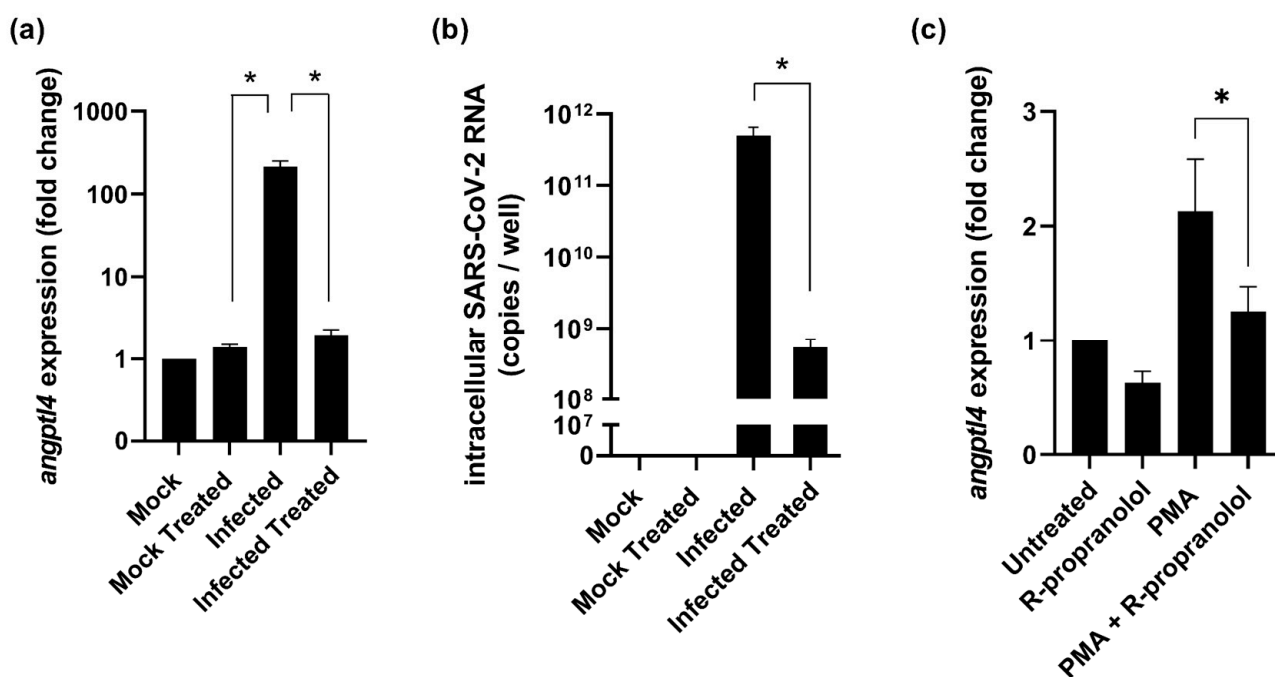 (a)
angptl4 expression (fold change)
1000
100
10
1
0
*
*
Mock
Mock Treated
Infected
Infected Treated
(b)
intracellular SARS-CoV-2 RNA
(copies / well)
10¹²
10¹¹
10¹⁰
10⁹
10⁸
10⁷
0
*
Mock
Mock Treated
Infected
Infected Treated
(c)
angptl4 expression (fold change)
3
2
1
0
*
Untreated
R-propranolol
PMA
PMA + R-propranolol